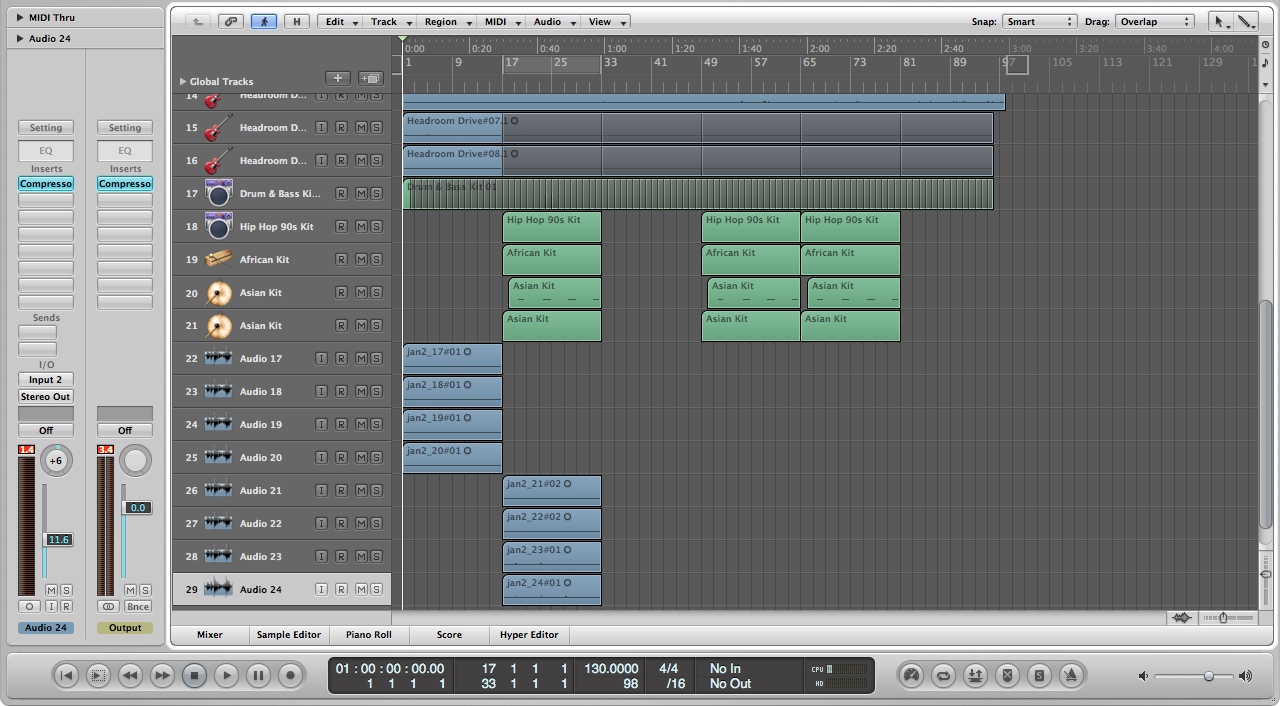 MIDI Thru
Audio 24
H
Edit
Track
Region
MIDI
Audio
View
Snap: Smart
Drag: Overlap
0:00 0:20 0:40 1:00 1:20 1:40 2:00 2:20 2:40 3:00 3:20 3:40 4:00
1 9 17 25 33 41 49 57 65 73 81 89 97 105 113 121 129
Global Tracks
14 Headroom D... I R M S
15 Headroom D... I R M S
Headroom Drive#07.1
16 Headroom D... I R M S
Headroom Drive#08.1
17 Drum & Bass Ki... R M S
Drum & Bass Kit 01
18 Hip Hop 90s Kit R M S
Hip Hop 90s Kit Hip Hop 90s Kit Hip Hop 90s Kit
19 African Kit R M S
African Kit African Kit African Kit
20 Asian Kit R M S
Asian Kit Asian Kit Asian Kit
21 Asian Kit R M S
Asian Kit Asian Kit Asian Kit
22 Audio 17 I R M S
jan2_17#01
23 Audio 18 I R M S
jan2_18#01
24 Audio 19 I R M S
jan2_19#01
25 Audio 20 I R M S
jan2_20#01
26 Audio 21 I R M S
jan2_21#02
27 Audio 22 I R M S
jan2_22#02
28 Audio 23 I R M S
jan2_23#01
29 Audio 24 I R M S
jan2_24#01
Setting Setting
EQ EQ
Inserts Inserts
Compresso Compresso
Sends
I/O
Input 2
Stereo Out
Off Off
1.4 3.4
+6
0.0
11.6
M S M S
I R Bnce
Audio 24 Output
Mixer
Sample Editor
Piano Roll
Score
Hyper Editor
01 : 00 : 00 : 00.00 17 1 1 1 130.0000 4/4 No In CPU
1 1 1 1 33 1 1 1 98 /16 No Out HD
S